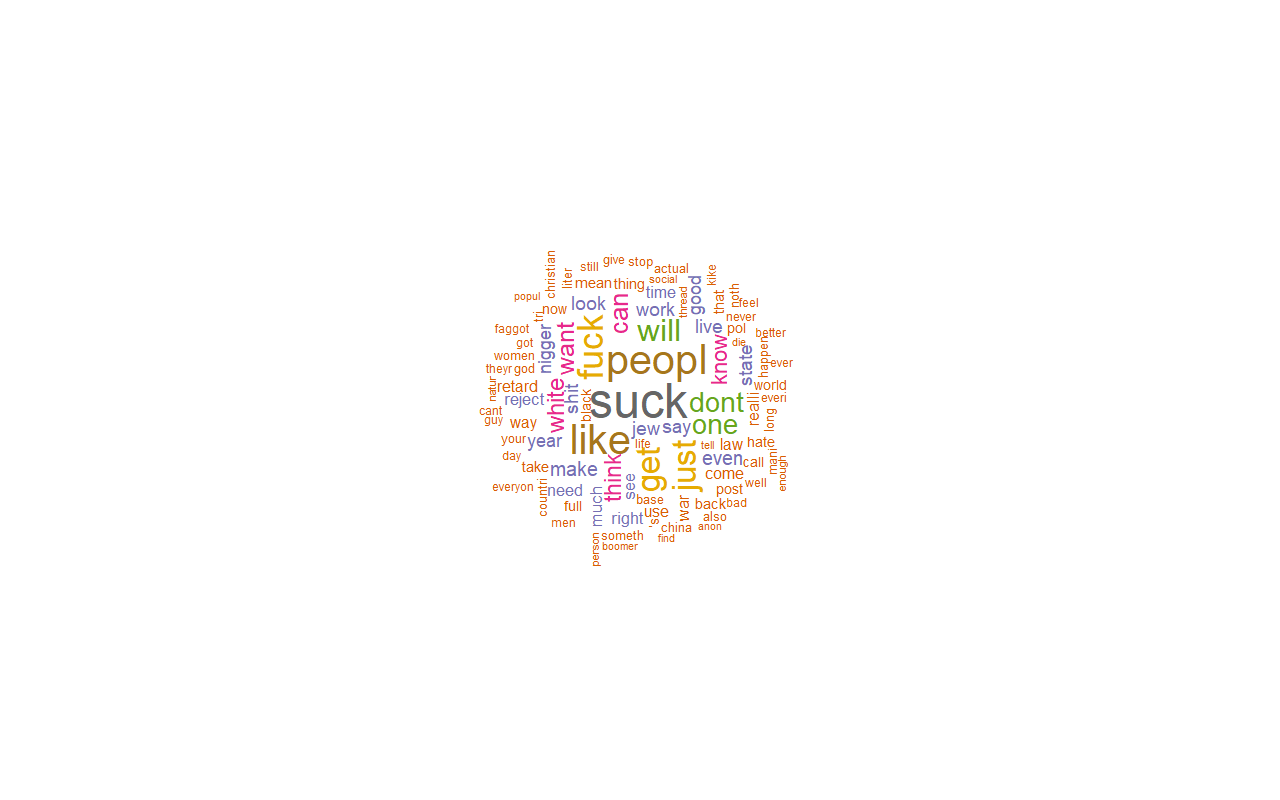 christian
liter
still
give
stop
actual
social
kike
popul
mean
thing
time
thread
good
that
noth
feel
tri
now
look
can
work
never
faggot
nigger
want
fuck
will
live
pol
better
got
die
women
peopl
know
state
happen
ever
theyr
god
natur
retard
white
shit
black
suck
dont
realli
world
everi
reject
cant
guy
way
like
jew
say
one
long
your
year
life
tell
law
hate
day
take
make
think
see
get
just
even
call
mani
enough
everyon
countri
need
much
base
come
well
full
right
use
's
war
back
post
bad
men
someth
china
also
anon
person
boomer
find